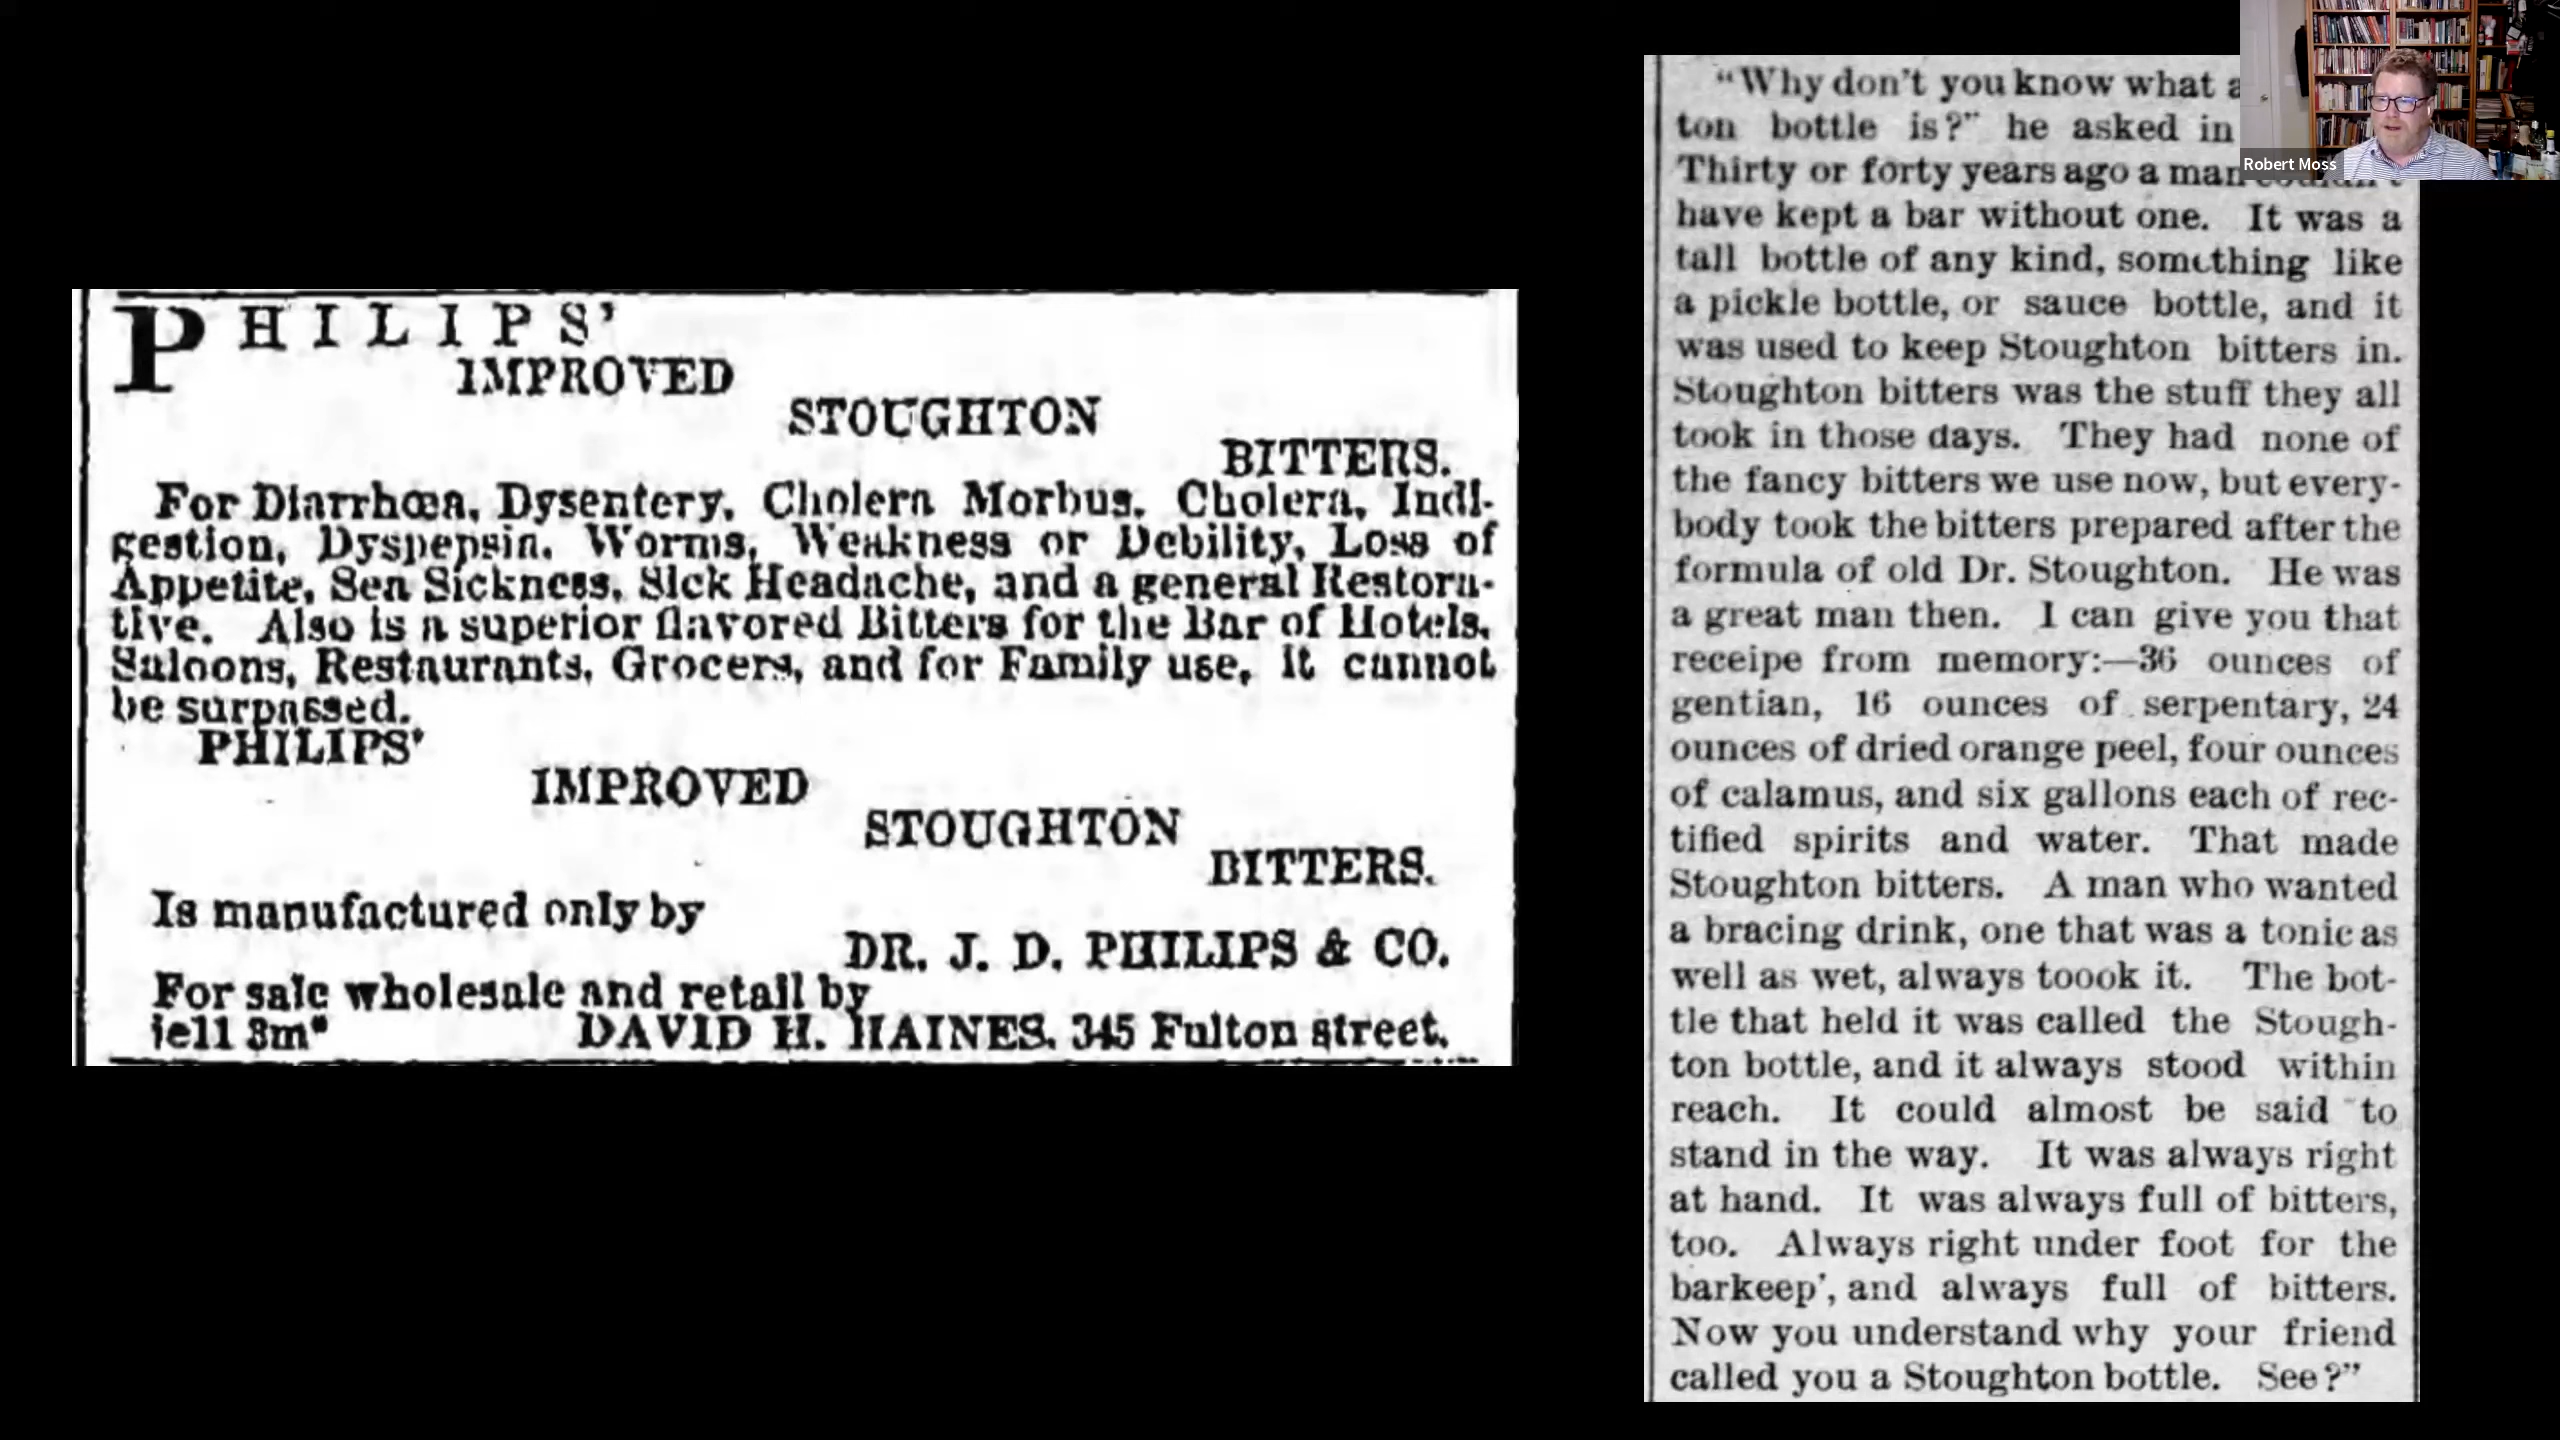 PHILIPS'
IMPROVED
STOUGHTON
BITTERS.
For Diarrhœa, Dysentery, Cholera Morbus, Cholera, Indi-
gestion, Dyspepsia, Worms, Weakness or Debility, Loss of
Appetite, Sea Sickness, Sick Headache, and a general Restora-
tive. Also is a superior flavored Bitters for the Bar of Hotels,
Saloons, Restaurants, Grocers, and for Family use, it cannot
be surpassed.
PHILIPS'
IMPROVED
STOUGHTON
BITTERS.
Is manufactured only by
DR. J. D. PHILIPS & CO.
For sale wholesale and retail by
je11 3m* DAVID H. HAINES, 345 Fulton street.
"Why don't you know what a
ton bottle is?" he asked in
Thirty or forty years ago a man couldn't
have kept a bar without one. It was a
tall bottle of any kind, something like
a pickle bottle, or sauce bottle, and it
was used to keep Stoughton bitters in.
Stoughton bitters was the stuff they all
took in those days. They had none of
the fancy bitters we use now, but every-
body took the bitters prepared after the
formula of old Dr. Stoughton. He was
a great man then. I can give you that
receipe from memory:—36 ounces of
gentian, 16 ounces of serpentary, 24
ounces of dried orange peel, four ounces
of calamus, and six gallons each of rec-
tified spirits and water. That made
Stoughton bitters. A man who wanted
a bracing drink, one that was a tonic as
well as wet, always toook it. The bot-
tle that held it was called the Stough-
ton bottle, and it always stood within
reach. It could almost be said to
stand in the way. It was always right
at hand. It was always full of bitters,
too. Always right under foot for the
barkeep', and always full of bitters.
Now you understand why your friend
called you a Stoughton bottle. See?"
Robert Moss